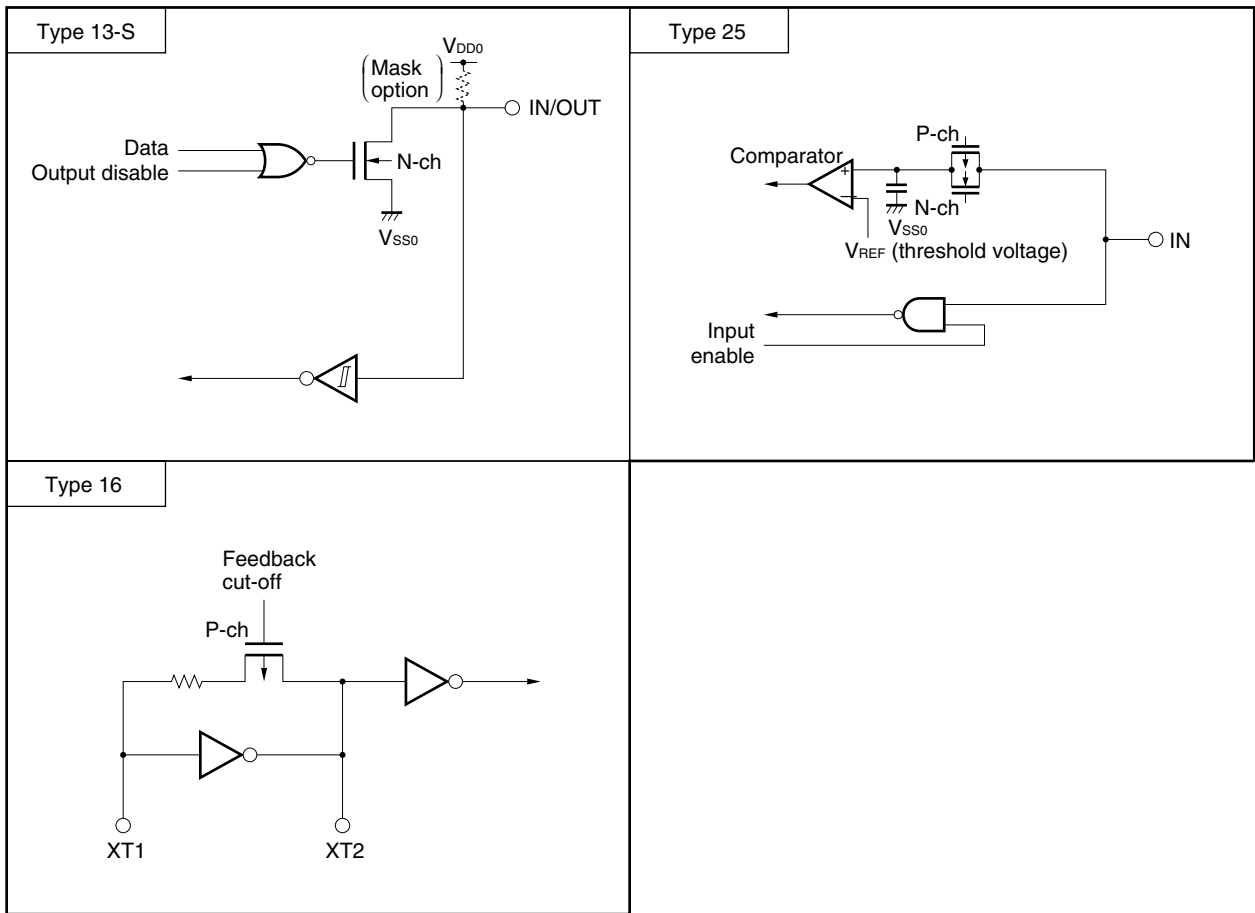 Type 13-S
VDD0
(Mask
option)
IN/OUT
Data
Output disable
N-ch
VSS0
Type 25
P-ch
Comparator
+
−
N-ch
VSS0
VREF (threshold voltage)
IN
Input
enable
Type 16
Feedback
cut-off
P-ch
XT1
XT2